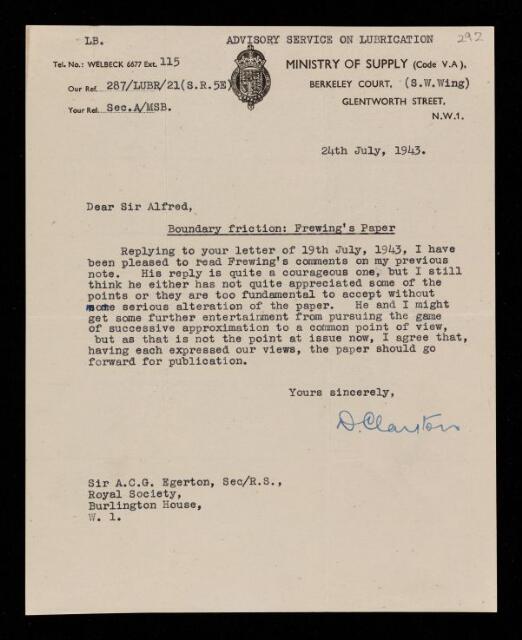 LB. ADVISORY SERVICE ON LUBRICATION 292
Tel. No.: WELBECK 6677 Ext. 115 MINISTRY OF SUPPLY (Code V.A),
Our Ref. 287/LUBR/21(S.R.5E) BERKELEY COURT, (S.W.Wing)
GLENTWORTH STREET,
Your Ref. Sec.A/MSB.
N.W.1.
24th July, 1943.
Dear Sir Alfred,
Boundary friction: Frewing's Paper
Replying to your letter of 19th July, 1943, I have
been pleased to read Frewing's comments on my previous
note. His reply is quite a courageous one, but I still
think he either has not quite appreciated some of the
points or they are too fundamental to accept without
some serious alteration of the paper. He and I might
get some further entertainment from pursuing the game
of successive approximation to a common point of view,
but as that is not the point at issue now, I agree that,
having each expressed our views, the paper should go
forward for publication.
Yours sincerely,
D. Clayton
Sir A.C.G. Egerton, Sec/R.S.,
Royal Society,
Burlington House,
W. 1.